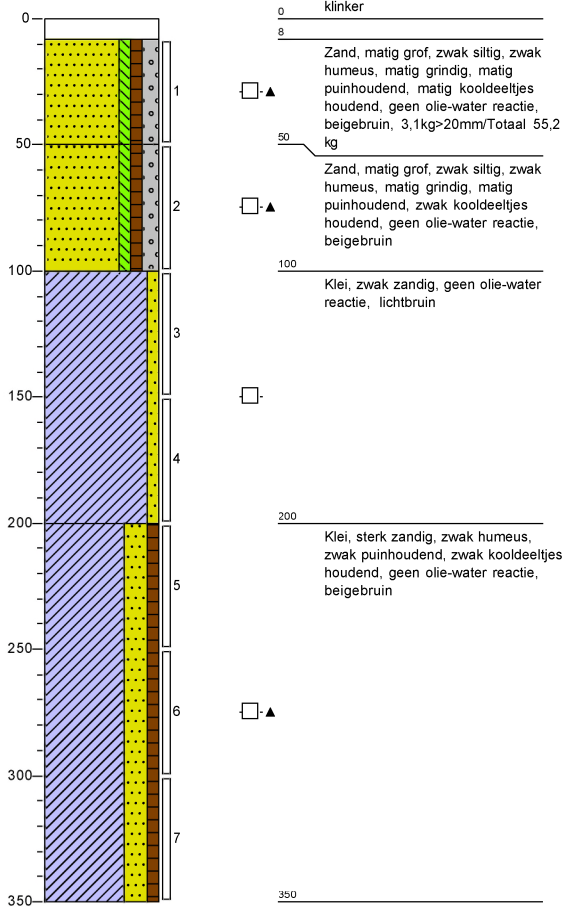 klinker
0
0
8
Zand, matig grof, zwak siltig, zwak
humeus, matig grindig, matig
puinhoudend, matig kooldeeltjes
houdend, geen olie-water reactie,
beigebruin, 3,1kg>20mm/Totaal 55,2
kg
1
50
50
Zand, matig grof, zwak siltig, zwak
humeus, matig grindig, matig
puinhoudend, zwak kooldeeltjes
houdend, geen olie-water reactie,
beigebruin
2
100
100
Klei, zwak zandig, geen olie-water
reactie, lichtbruin
3
150
4
200
200
Klei, sterk zandig, zwak humeus,
zwak puinhoudend, zwak kooldeeltjes
houdend, geen olie-water reactie,
beigebruin
5
250
6
300
7
350
350